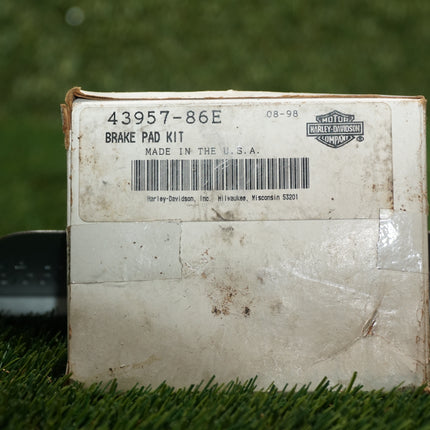 43957-86E 08-98
BRAKE PAD KIT
MADE IN THE U.S.A.
Harley-Davidson, Inc. Milwaukee, Wisconsin 53201
MOTOR
HARLEY-DAVIDSON
COMPANY